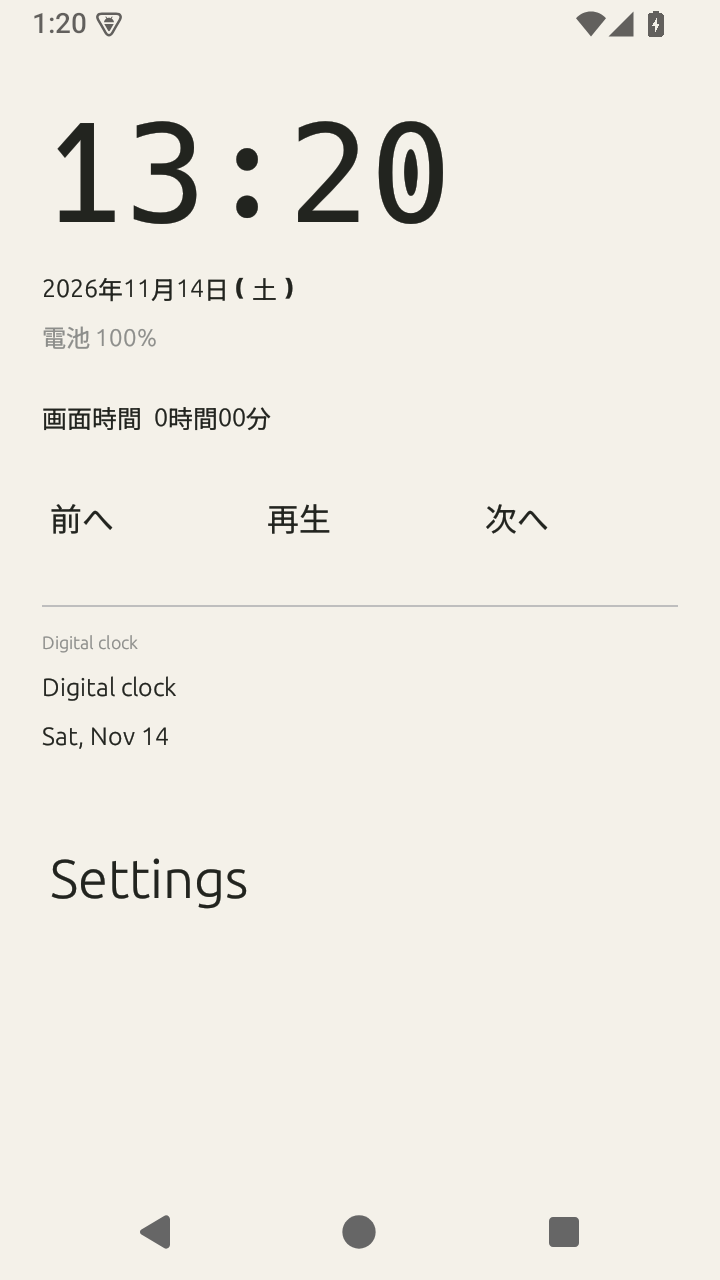 1:20
13:20
2026年11月14日(土)
電池 100%
画面時間 0時間00分
前へ 再生 次へ
Digital clock
Digital clock
Sat, Nov 14
Settings